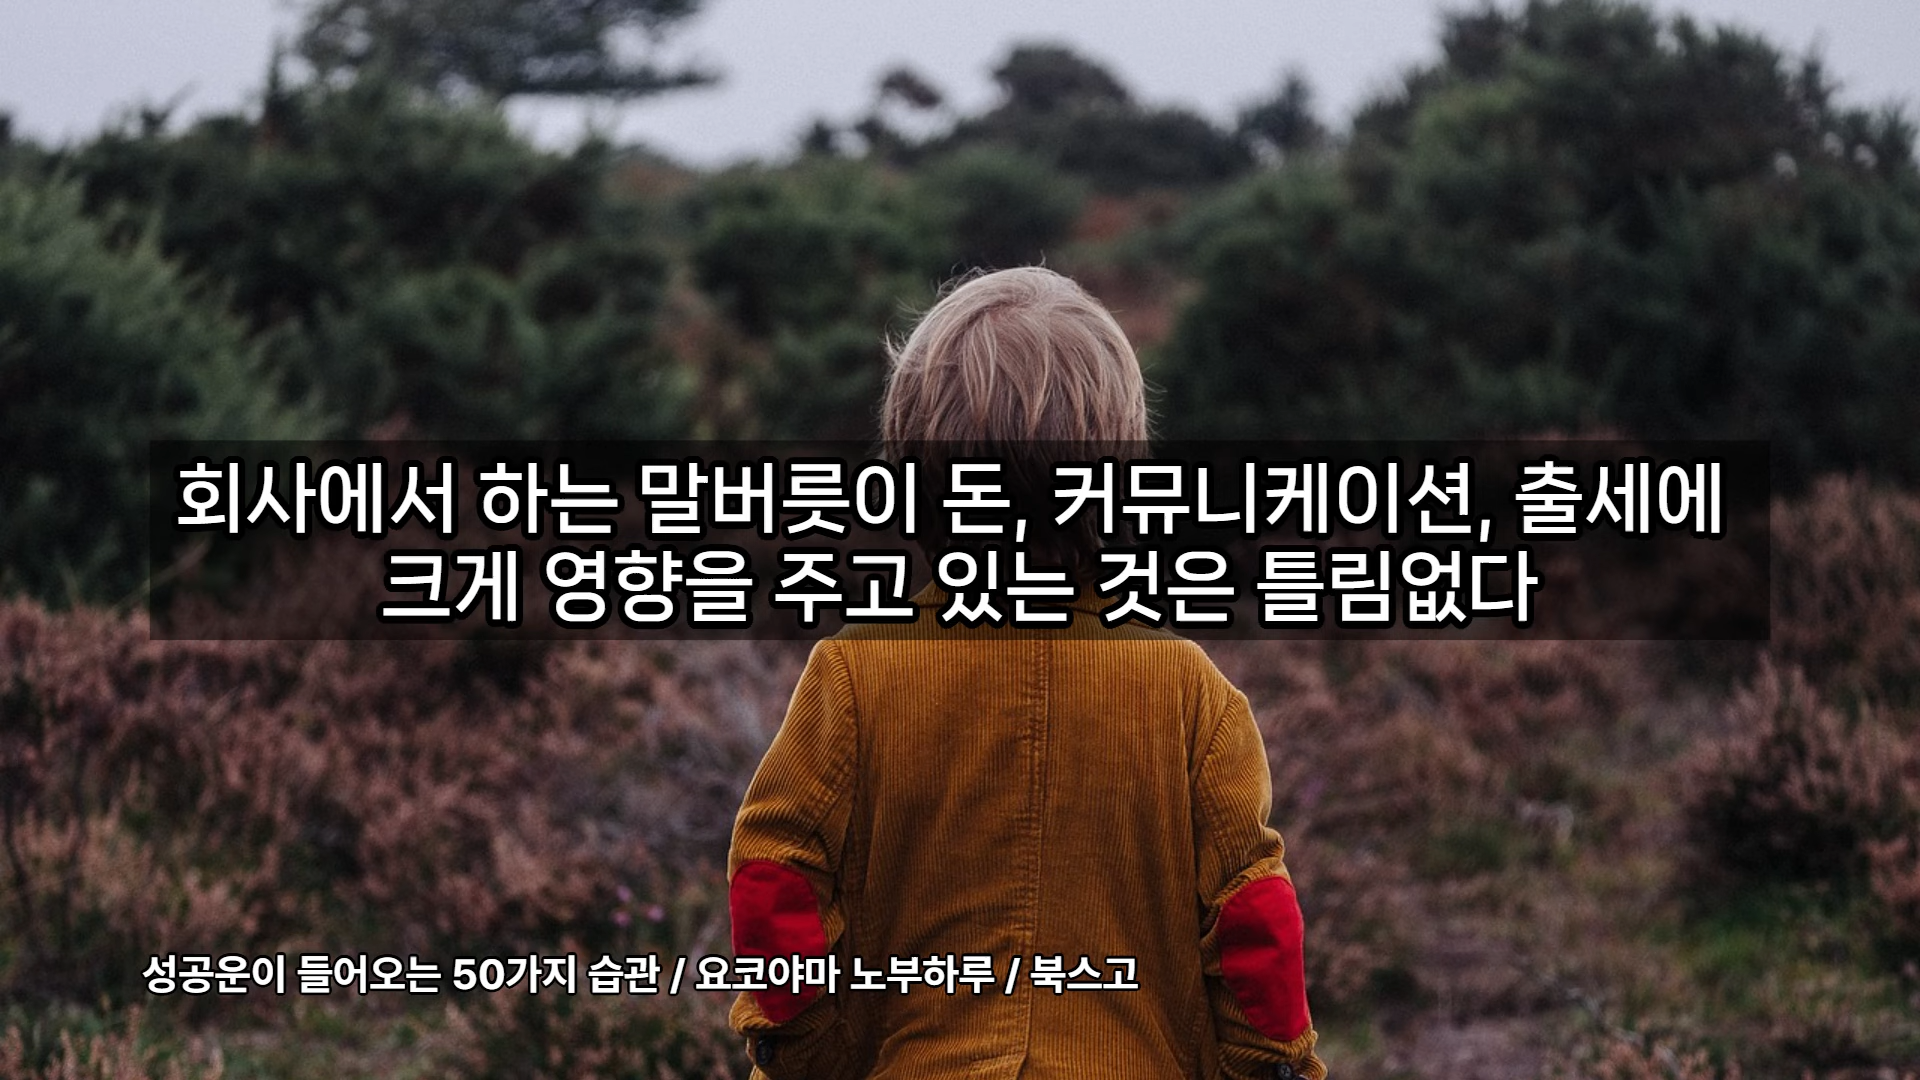 회사에서 하는 말버릇이 돈, 커뮤니케이션, 출세에
크게 영향을 주고 있는 것은 틀림없다
성공운이 들어오는 50가지 습관 / 요코야마 노부하루 / 북스고